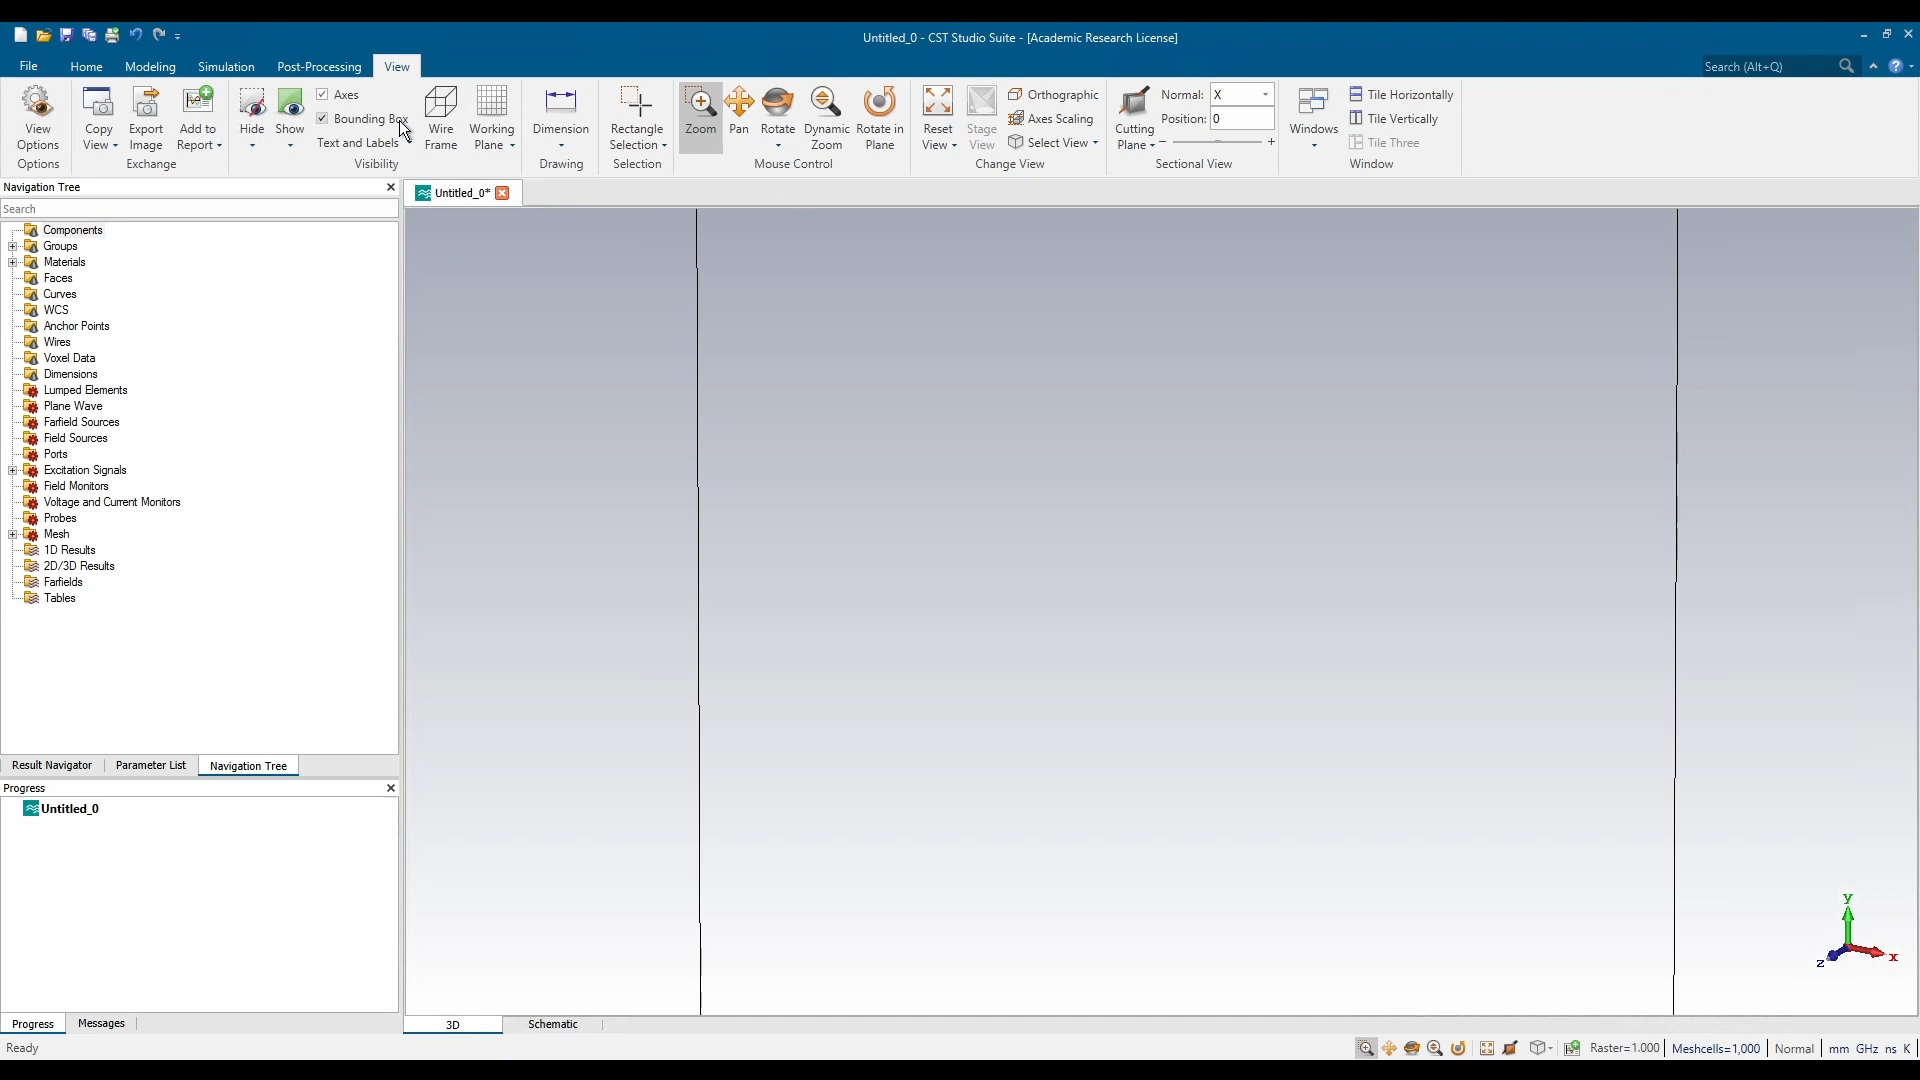 Untitled_0 - CST Studio Suite - [Academic Research License]
File Home Modeling Simulation Post-Processing View
Search (Alt+Q)
View Options
Options
Copy View
Export Image
Add to Report
Exchange
Hide
Show
Axes
Bounding Box
Text and Labels
Wire Frame
Working Plane
Visibility
Dimension
Drawing
Rectangle Selection
Selection
Zoom
Pan
Rotate
Dynamic Zoom
Rotate in Plane
Mouse Control
Reset View
Stage View
Orthographic
Axes Scaling
Select View
Change View
Cutting Plane
Normal: X
Position: 0
Sectional View
Windows
Tile Horizontally
Tile Vertically
Tile Three
Window
Navigation Tree
Untitled_0*
Search
Components
Groups
Materials
Faces
Curves
WCS
Anchor Points
Wires
Voxel Data
Dimensions
Lumped Elements
Plane Wave
Farfield Sources
Field Sources
Ports
Excitation Signals
Field Monitors
Voltage and Current Monitors
Probes
Mesh
1D Results
2D/3D Results
Farfields
Tables
Result Navigator Parameter List Navigation Tree
Progress
Untitled_0
y
x
z
Progress Messages
3D Schematic
Ready
Raster=1.000 Meshcells=1,000 Normal mm GHz ns K